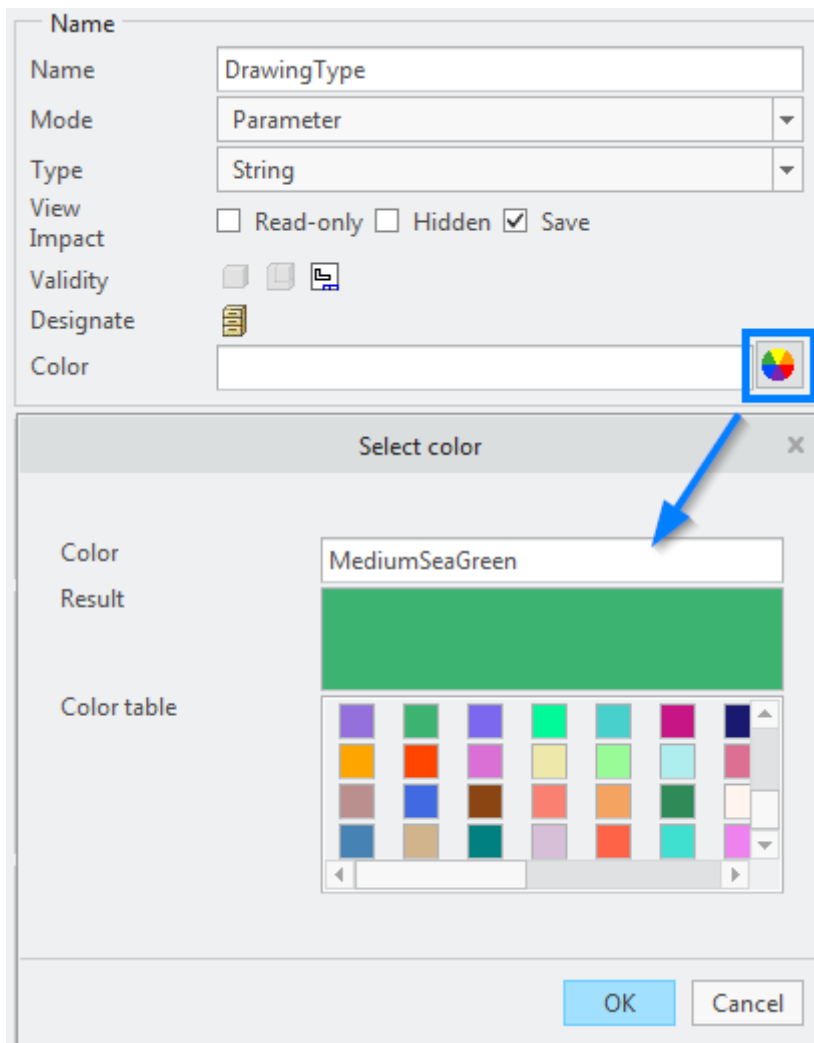 Name
Name DrawingType
Mode Parameter
Type String
View
Impact
Read-only Hidden Save
Validity
Designate
Color
Select color
Color MediumSeaGreen
Result
Color table
OK Cancel